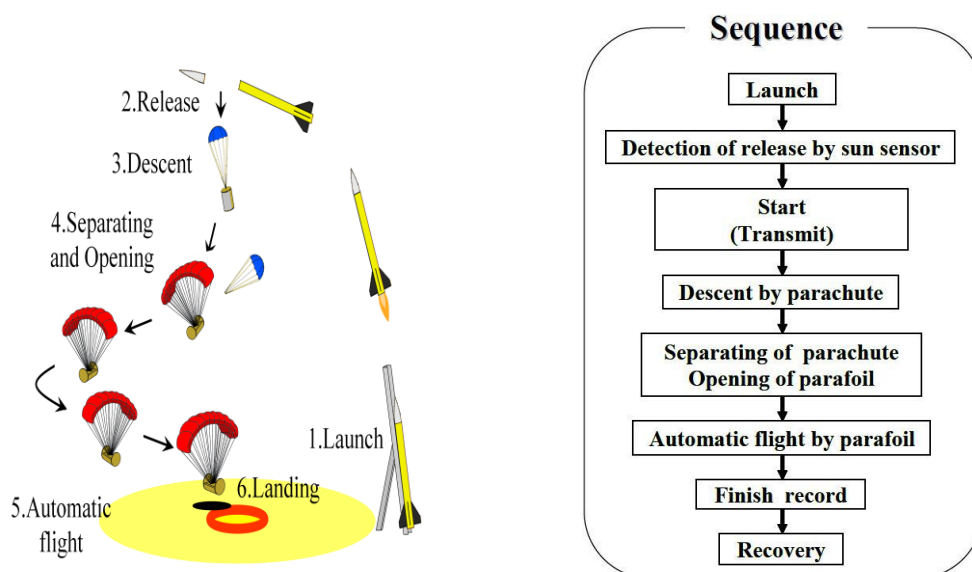 2.Release
3.Descent
4.Separating
and Opening
1.Launch
6.Landing
5.Automatic
flight
Sequence
Launch
Detection of release by sun sensor
Start
(Transmit)
Descent by parachute
Separating of parachute
Opening of parafoil
Automatic flight by parafoil
Finish record
Recovery